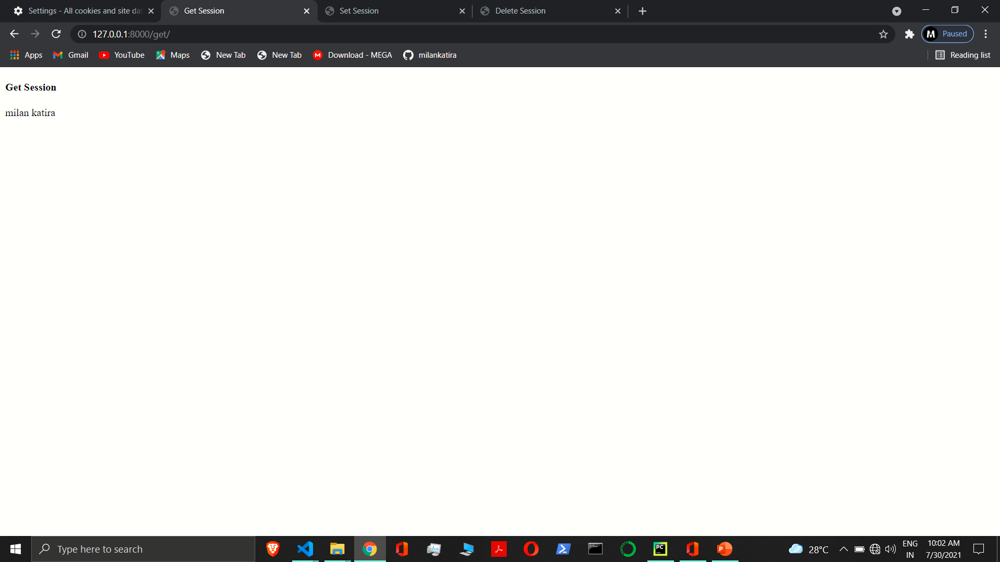 Settings - All cookies and site dat
Get Session
Set Session
Delete Session
127.0.0.1:8000/get/
Paused
Apps
Gmail
YouTube
Maps
New Tab
New Tab
Download - MEGA
milankatira
Reading list
Get Session
milan katira
Type here to search
PC
P
28°C
ENG
IN
10:02 AM
7/30/2021